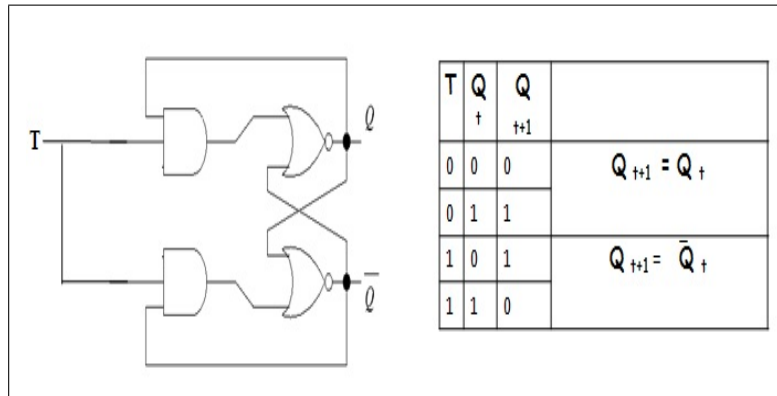 T
Q
Q̅
T Q t Q t+1
0 0 0 Q t+1 = Q t
0 1 1
1 0 1 Q t+1 = Q̅ t
1 1 0